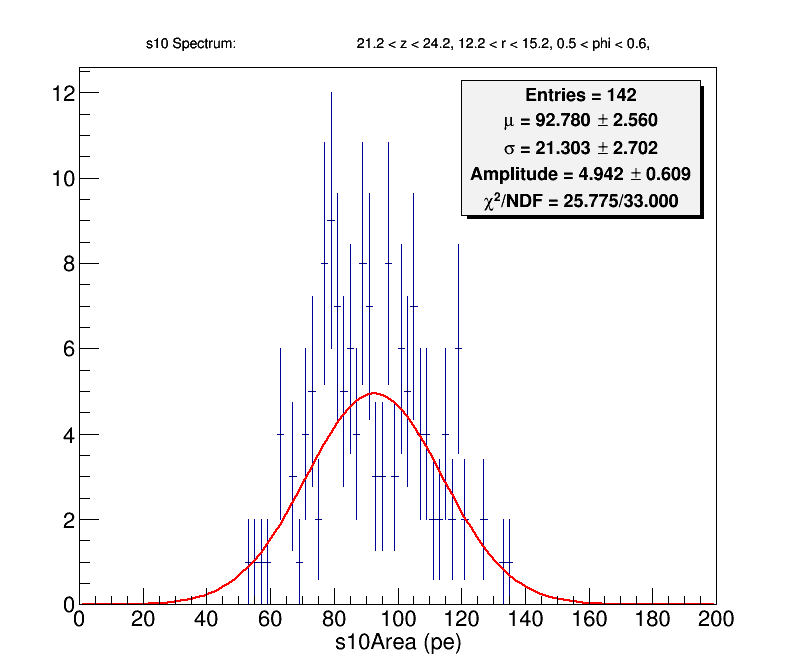 s10 Spectrum: 21.2 < z < 24.2, 12.2 < r < 15.2, 0.5 < phi < 0.6,
Entries = 142
μ = 92.780 ± 2.560
σ = 21.303 ± 2.702
Amplitude = 4.942 ± 0.609
χ²/NDF = 25.775/33.000
12
10
8
6
4
2
0
0 20 40 60 80 100 120 140 160 180 200
s10Area (pe)